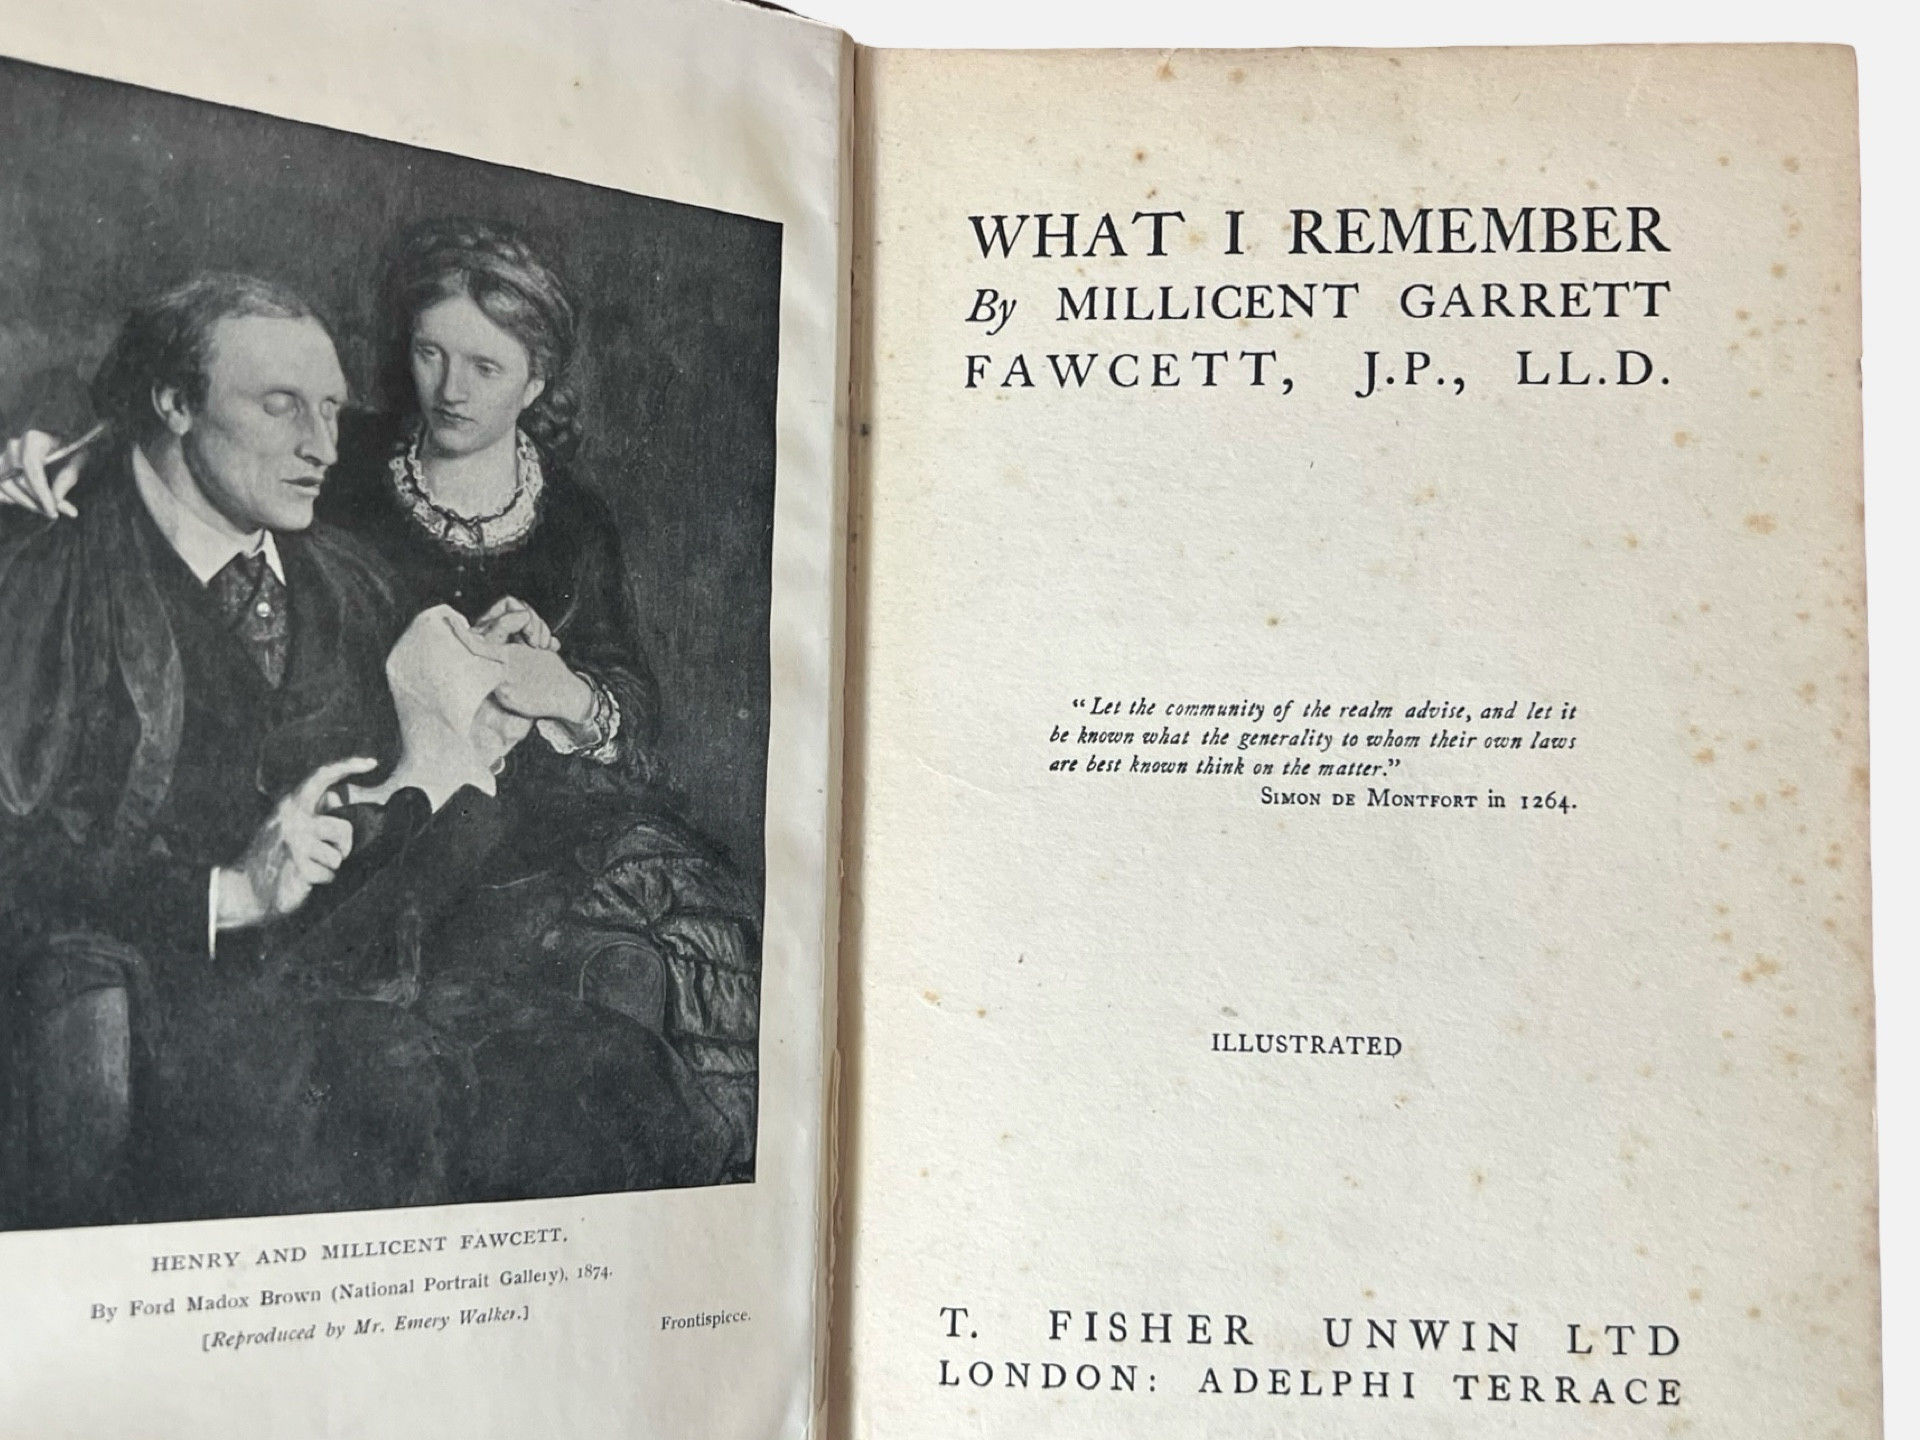 HENRY AND MILLICENT FAWCETT.
By Ford Madox Brown (National Portrait Gallery), 1874.
[Reproduced by Mr. Emery Walker.]
Frontispiece.
WHAT I REMEMBER
By MILLICENT GARRETT
FAWCETT, J.P., LL.D.
"Let the community of the realm advise, and let it
be known what the generality to whom their own laws
are best known think on the matter."
SIMON DE MONTFORT in 1264.
ILLUSTRATED
T. FISHER UNWIN LTD
LONDON: ADELPHI TERRACE